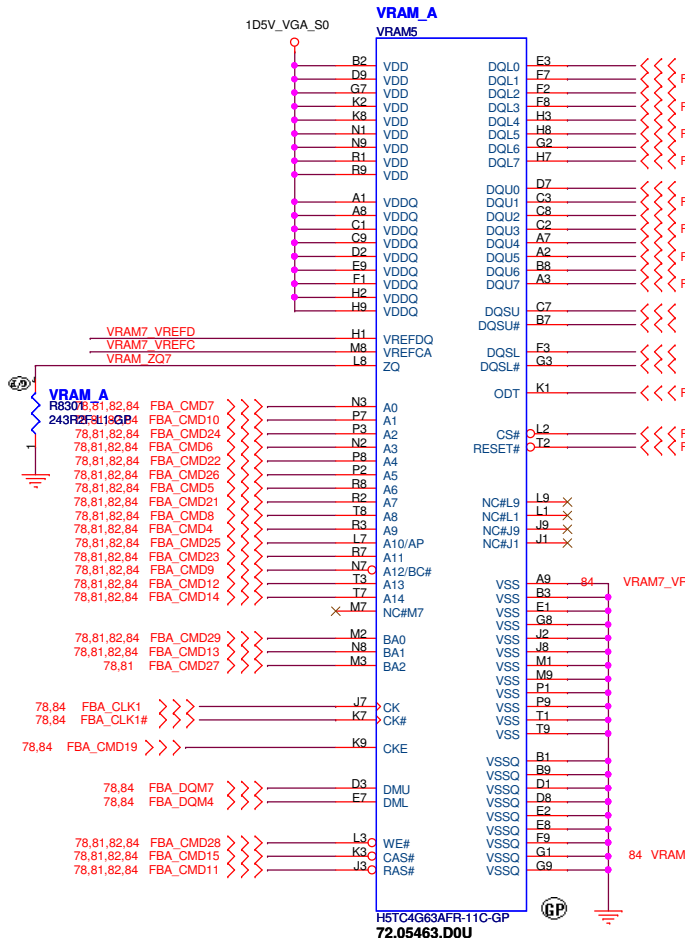 VRAM_A
1D5V_VGA_S0
VRAM5
B2 VDD DQL0 E3
D9 VDD DQL1 F7
G7 VDD DQL2 F2
K2 VDD DQL3 F8
K8 VDD DQL4 H3
N1 VDD DQL5 H8
N9 VDD DQL6 G2
R1 VDD DQL7 H7
R9 VDD
DQU0 D7
A1 VDDQ DQU1 C3
A8 VDDQ DQU2 C8
C1 VDDQ DQU3 C2
C9 VDDQ DQU4 A7
D2 VDDQ DQU5 A2
E9 VDDQ DQU6 B8
F1 VDDQ DQU7 A3
H2 VDDQ
H9 VDDQ DQSU C7
DQSU# B7
VRAM7_VREFD H1 VREFDQ
VRAM7_VREFC M8 VREFCA DQSL F3
VRAM_ZQ7 L8 ZQ DQSL# G3
ODT K1
VRAM_A
R8301
243R2F-L1-GP
1
78,81,82,84 FBA_CMD7 N3 A0
78,81,82,84 FBA_CMD10 P7 A1
78,81,82,84 FBA_CMD24 P3 A2 CS# L2
78,81,82,84 FBA_CMD6 N2 A3 RESET# T2
78,81,82,84 FBA_CMD22 P8 A4
78,81,82,84 FBA_CMD26 P2 A5
78,81,82,84 FBA_CMD5 R8 A6
78,81,82,84 FBA_CMD21 R2 A7 NC#L9 L9
78,81,82,84 FBA_CMD8 T8 A8 NC#L1 L1
78,81,82,84 FBA_CMD4 R3 A9 NC#J9 J9
78,81,82,84 FBA_CMD25 L7 A10/AP NC#J1 J1
78,81,82,84 FBA_CMD23 R7 A11
78,81,82,84 FBA_CMD9 N7 A12/BC#
78,81,82,84 FBA_CMD12 T3 A13 VSS A9 84 VRAM7_VR
78,81,82,84 FBA_CMD14 T7 A14 VSS B3
M7 NC#M7 VSS E1
VSS G8
78,81,82,84 FBA_CMD29 M2 BA0 VSS J2
78,81,82,84 FBA_CMD13 N8 BA1 VSS J8
78,81 FBA_CMD27 M3 BA2 VSS M1
VSS M9
VSS P1
78,84 FBA_CLK1 J7 CK VSS P9
78,84 FBA_CLK1# K7 CK# VSS T1
VSS T9
78,84 FBA_CMD19 K9 CKE
VSSQ B1
VSSQ B9
78,84 FBA_DQM7 D3 DMU VSSQ D1
78,84 FBA_DQM4 E7 DML VSSQ D8
VSSQ E2
VSSQ E8
78,81,82,84 FBA_CMD28 L3 WE# VSSQ F9
78,81,82,84 FBA_CMD15 K3 CAS# VSSQ G1 84 VRAM
78,81,82,84 FBA_CMD11 J3 RAS# VSSQ G9
H5TC4G63AFR-11C-GP
GP
72.05463.D0U